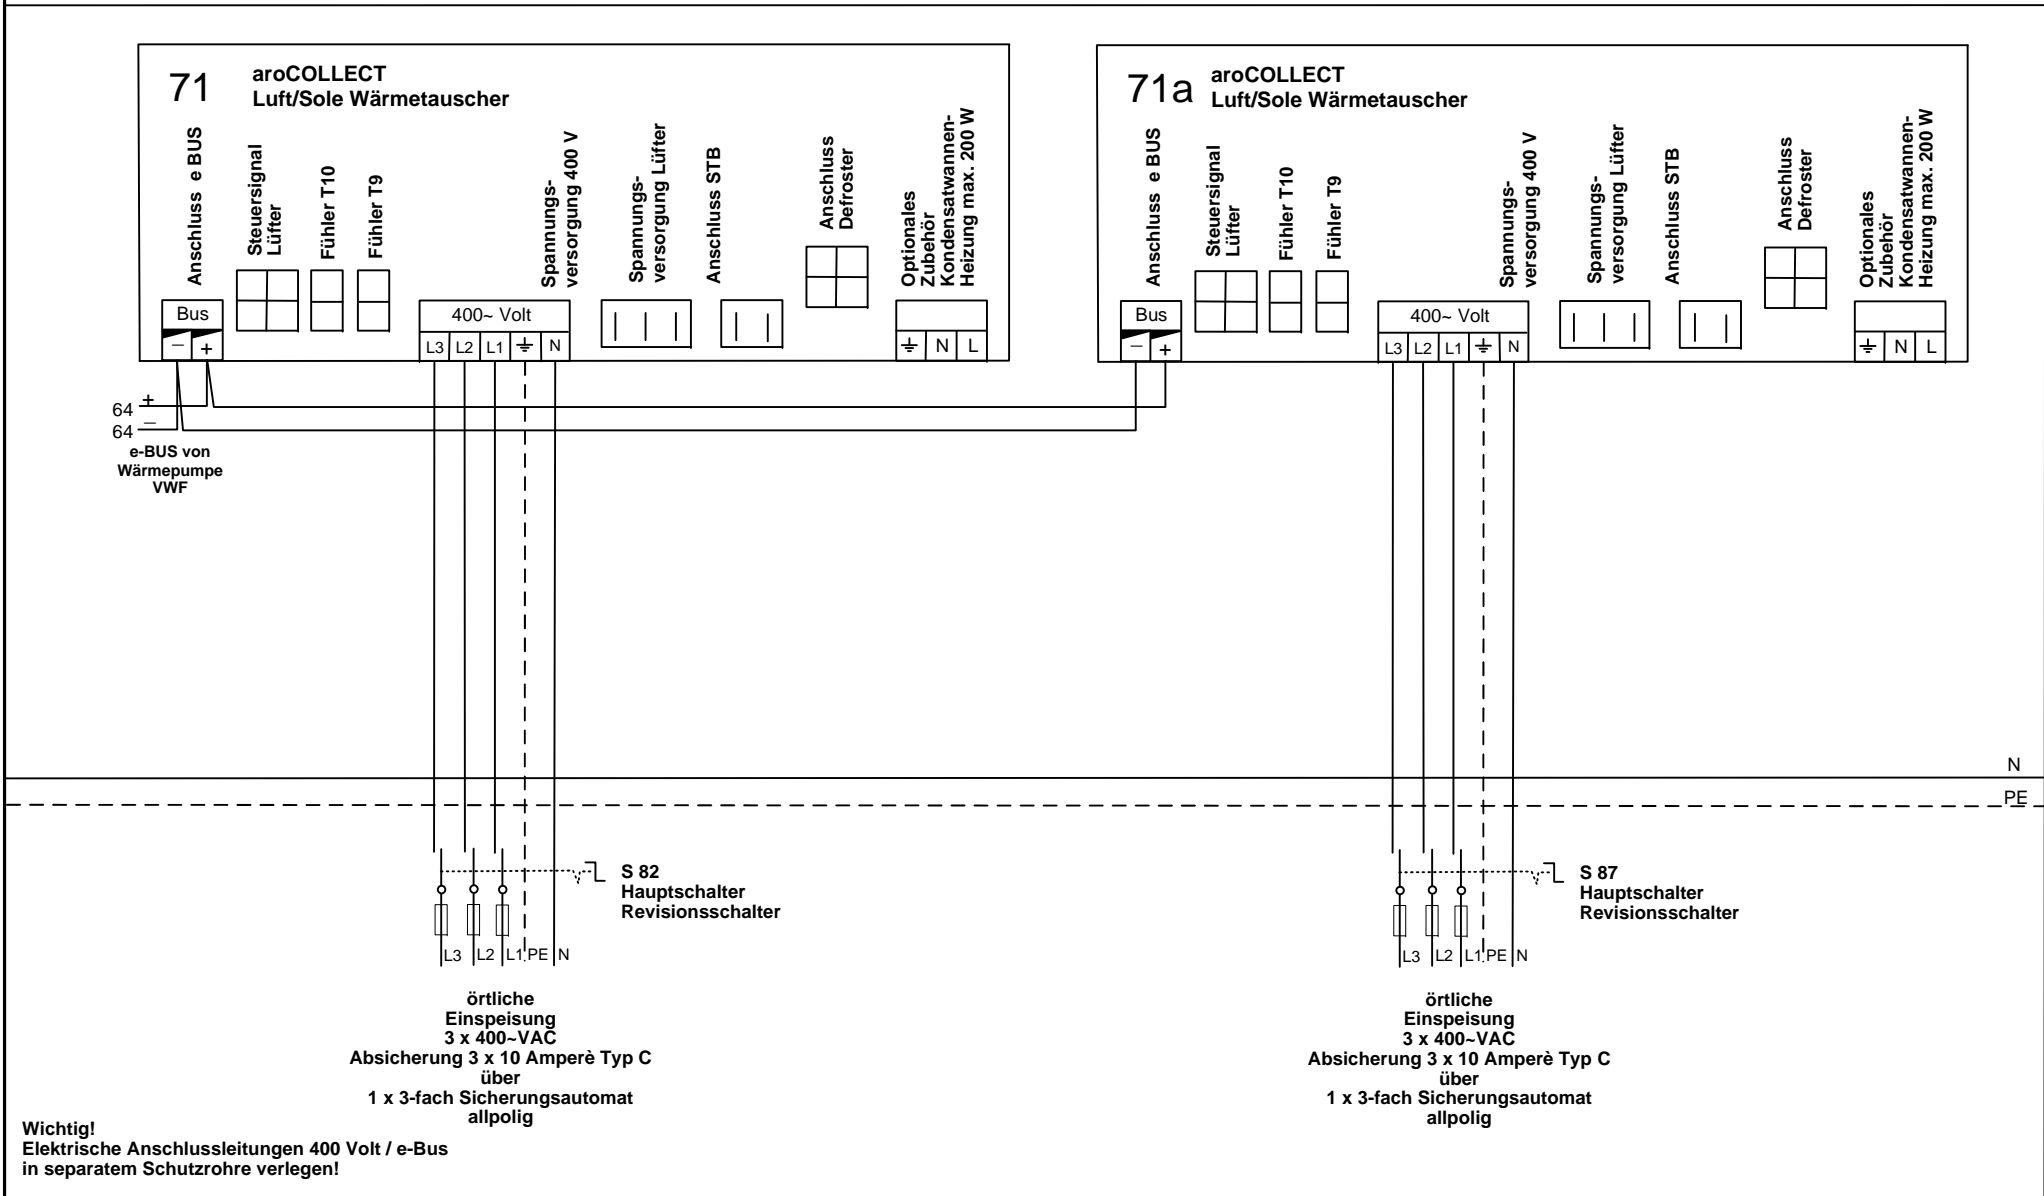 71
aroCOLLECT
Luft/Sole Wärmetauscher
Anschluss e BUS
Steuersignal
Lüfter
Fühler T10
Fühler T9
Spannungs-
versorgung 400 V
Spannungs-
versorgung Lüfter
Anschluss STB
Anschluss
Defroster
Optionales
Zubehör
Kondensatwannen-
Heizung max. 200 W
Bus
− +
400~ Volt
L3 L2 L1 ⏚ N
⏚ N L
64 +
64 −
e-BUS von
Wärmepumpe
VWF
71a
aroCOLLECT
Luft/Sole Wärmetauscher
Anschluss e BUS
Steuersignal
Lüfter
Fühler T10
Fühler T9
Spannungs-
versorgung 400 V
Spannungs-
versorgung Lüfter
Anschluss STB
Anschluss
Defroster
Optionales
Zubehör
Kondensatwannen-
Heizung max. 200 W
Bus
− +
400~ Volt
L3 L2 L1 ⏚ N
⏚ N L
N
PE
S 82
Hauptschalter
Revisionsschalter
L3 L2 L1 PE N
örtliche
Einspeisung
3 x 400~VAC
Absicherung 3 x 10 Amperè Typ C
über
1 x 3-fach Sicherungsautomat
allpolig
S 87
Hauptschalter
Revisionsschalter
L3 L2 L1 PE N
örtliche
Einspeisung
3 x 400~VAC
Absicherung 3 x 10 Amperè Typ C
über
1 x 3-fach Sicherungsautomat
allpolig
Wichtig!
Elektrische Anschlussleitungen 400 Volt / e-Bus
in separatem Schutzrohre verlegen!